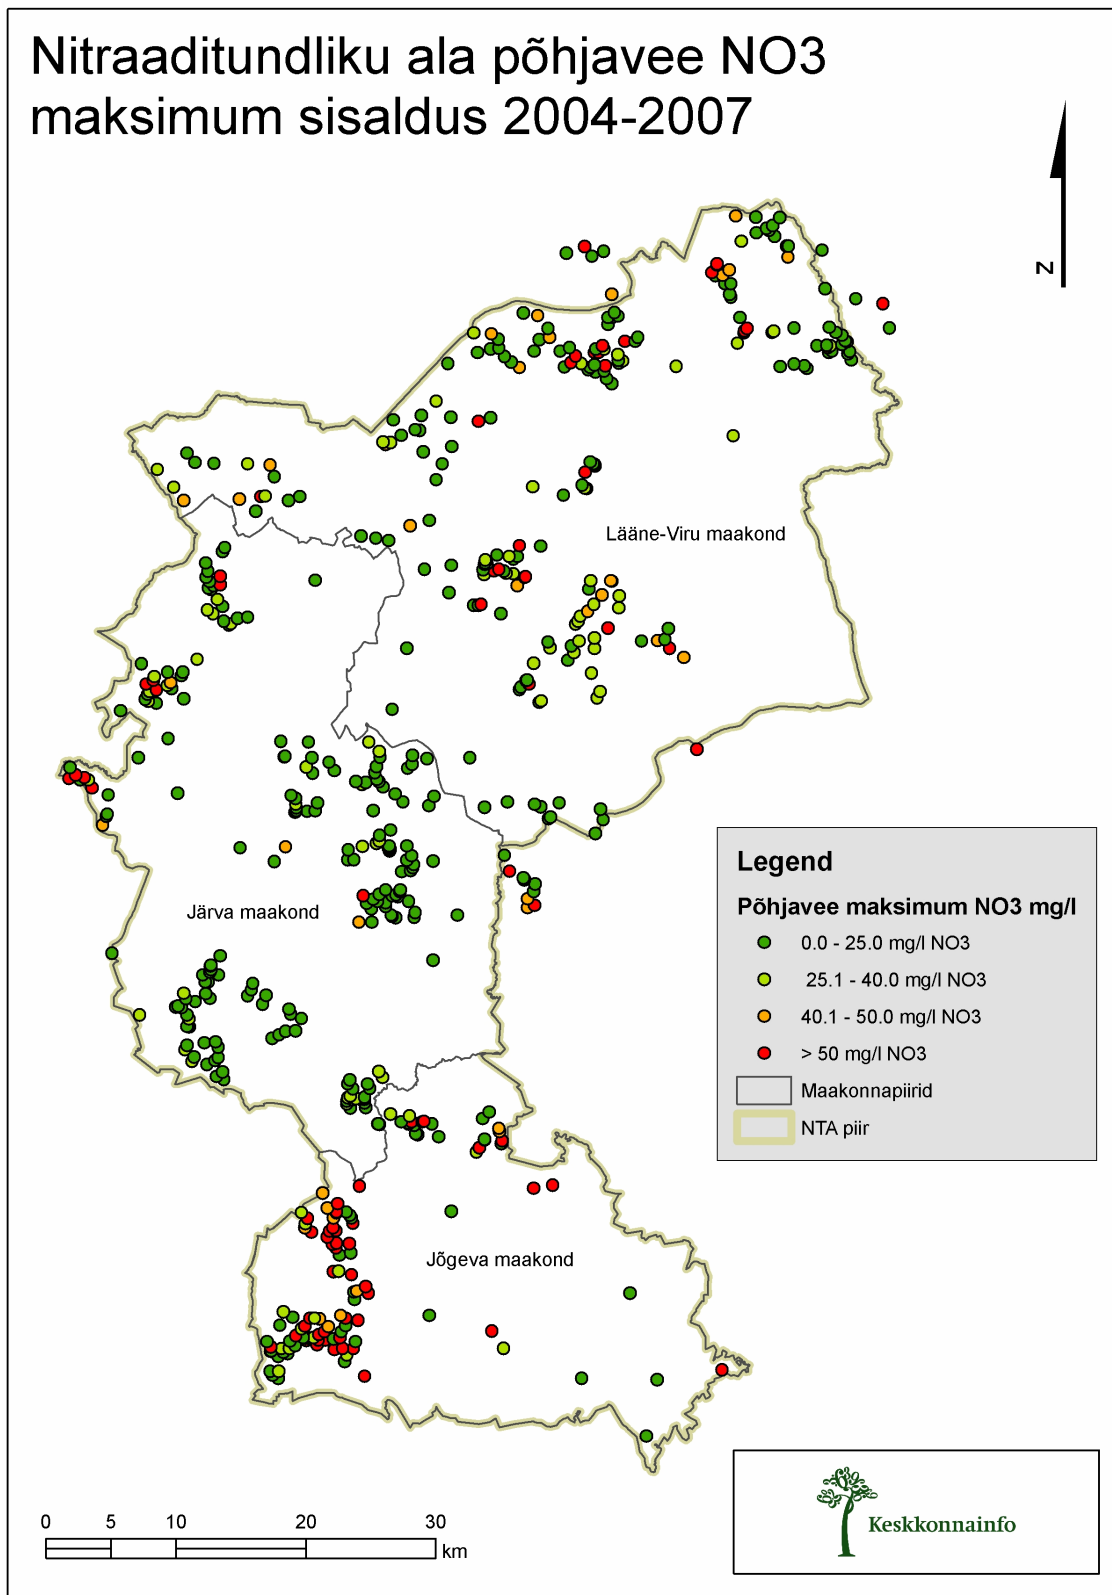 Nitraaditundliku ala põhjavee NO3
maksimum sisaldus 2004-2007
N
Lääne-Viru maakond
Järva maakond
Jõgeva maakond
Legend
Põhjavee maksimum NO3 mg/l
0.0 - 25.0 mg/l NO3
25.1 - 40.0 mg/l NO3
40.1 - 50.0 mg/l NO3
> 50 mg/l NO3
Maakonnapiirid
NTA piir
0 5 10 20 30
km
Keskkonnainfo